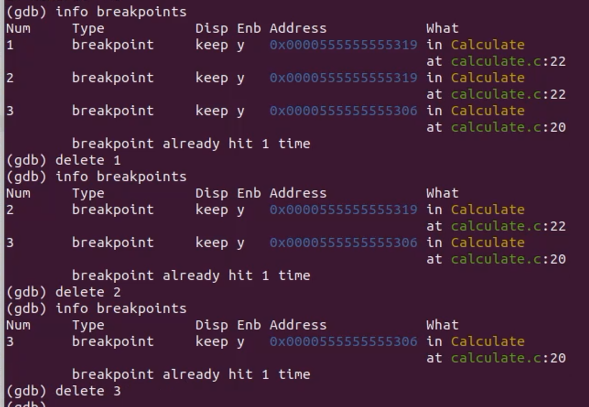 (gdb) info breakpoints
Num     Type           Disp Enb Address            What
1       breakpoint     keep y   0x0000555555555319 in Calculate
                                                   at calculate.c:22
2       breakpoint     keep y   0x0000555555555319 in Calculate
                                                   at calculate.c:22
3       breakpoint     keep y   0x0000555555555306 in Calculate
                                                   at calculate.c:20
        breakpoint already hit 1 time
(gdb) delete 1
(gdb) info breakpoints
Num     Type           Disp Enb Address            What
2       breakpoint     keep y   0x0000555555555319 in Calculate
                                                   at calculate.c:22
3       breakpoint     keep y   0x0000555555555306 in Calculate
                                                   at calculate.c:20
        breakpoint already hit 1 time
(gdb) delete 2
(gdb) info breakpoints
Num     Type           Disp Enb Address            What
3       breakpoint     keep y   0x0000555555555306 in Calculate
                                                   at calculate.c:20
        breakpoint already hit 1 time
(gdb) delete 3